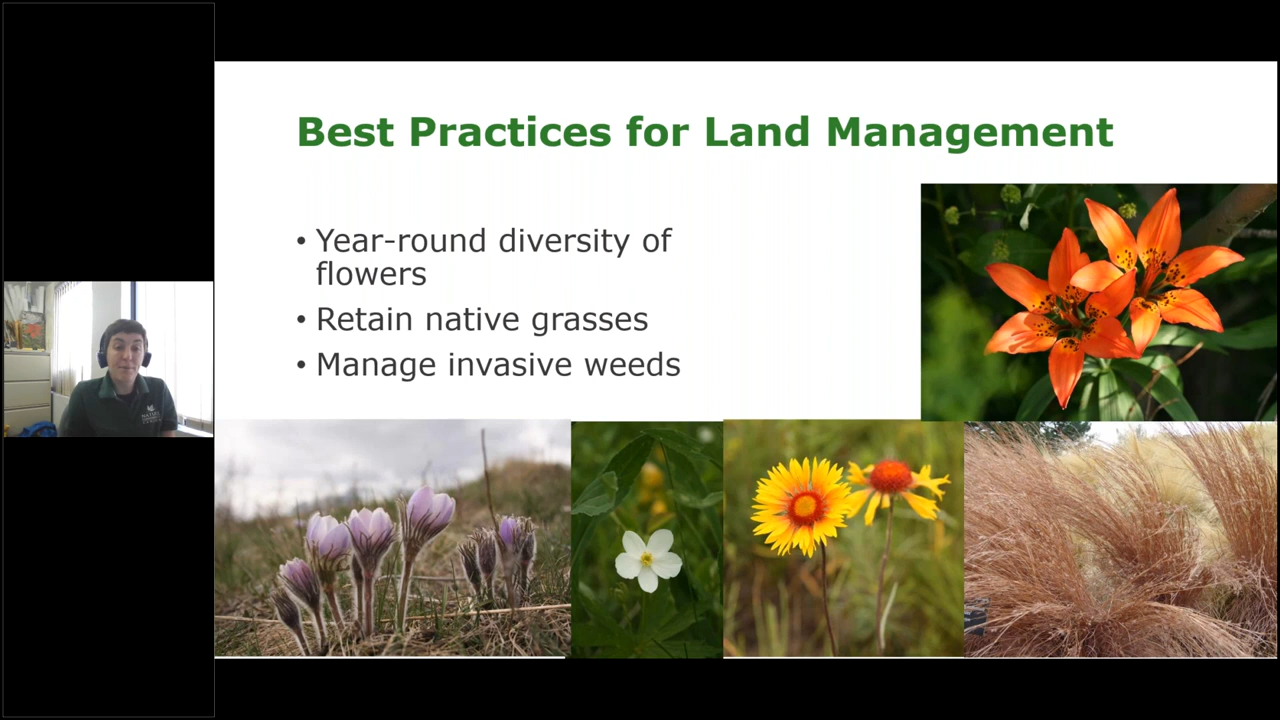 Best Practices for Land Management
• Year-round diversity of
flowers
• Retain native grasses
• Manage invasive weeds